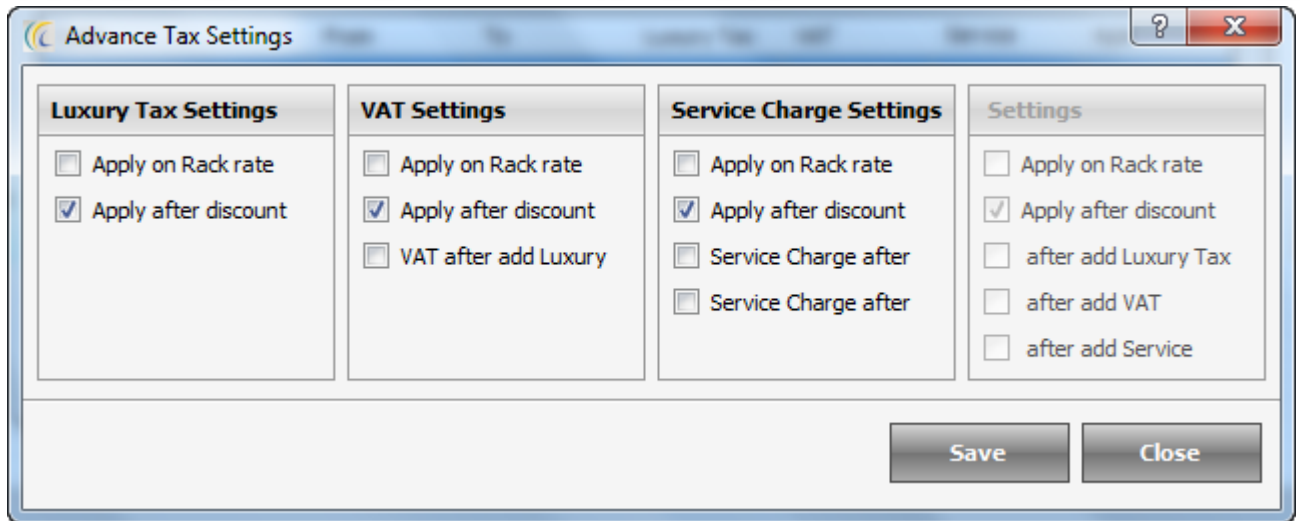 Advance Tax Settings
?
X
Luxury Tax Settings
Apply on Rack rate
Apply after discount
VAT Settings
Apply on Rack rate
Apply after discount
VAT after add Luxury
Service Charge Settings
Apply on Rack rate
Apply after discount
Service Charge after
Service Charge after
Settings
Apply on Rack rate
Apply after discount
after add Luxury Tax
after add VAT
after add Service
Save
Close